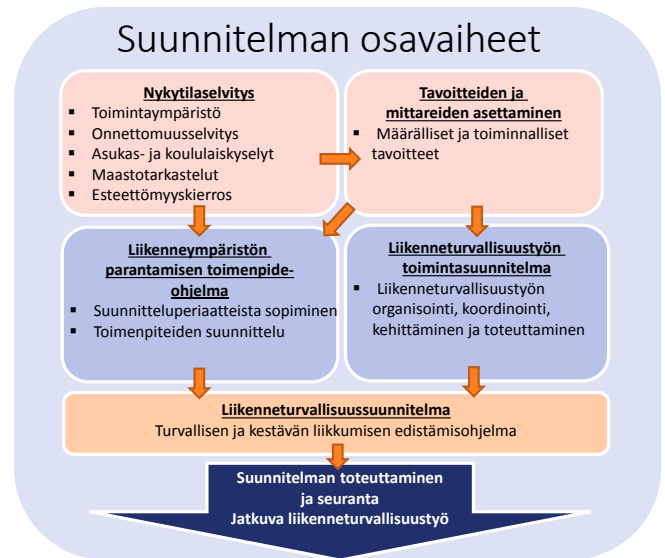 Suunnitelman osavaiheet
Nykytilaselvitys
▪ Toimintaympäristö
▪ Onnettomuusselvitys
▪ Asukas- ja koululaiskyselyt
▪ Maastotarkastelut
▪ Esteettömyyskierros
Tavoitteiden ja
mittareiden asettaminen
▪ Määrälliset ja toiminnalliset
tavoitteet
Liikenneympäristön
parantamisen toimenpide-
ohjelma
▪ Suunnitteluperiaatteista sopiminen
▪ Toimenpiteiden suunnittelu
Liikenneturvallisuustyön
toimintasuunnitelma
▪ Liikenneturvallisuustyön
organisointi, koordinointi,
kehittäminen ja toteuttaminen
Liikenneturvallisuussuunnitelma
Turvallisen ja kestävän liikkumisen edistämisohjelma
Suunnitelman toteuttaminen
ja seuranta
Jatkuva liikenneturvallisuustyö